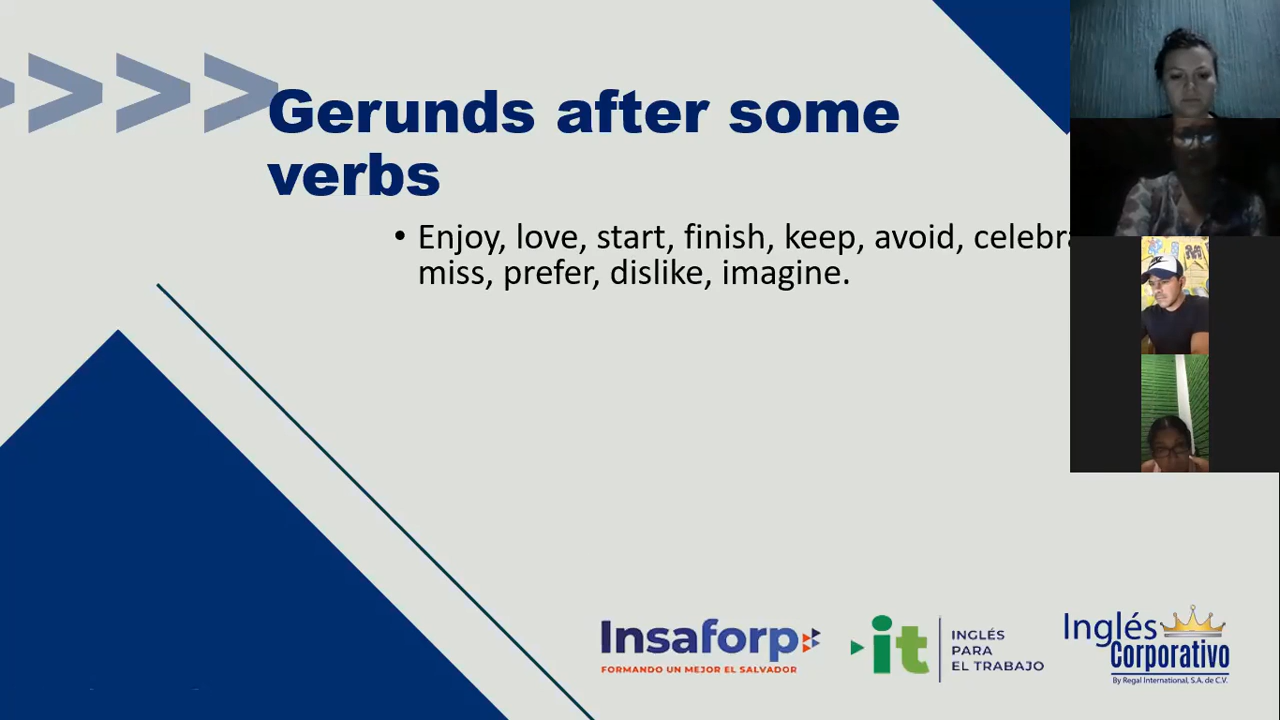 Gerunds after some
verbs
• Enjoy, love, start, finish, keep, avoid,
miss, prefer, dislike, imagine.
Insaforp
FORMANDO UN MEJOR EL SALVADOR
it
INGLÉS
PARA
EL TRABAJO
Inglés
Corporativo
By Regal International, S.A. de C.V.